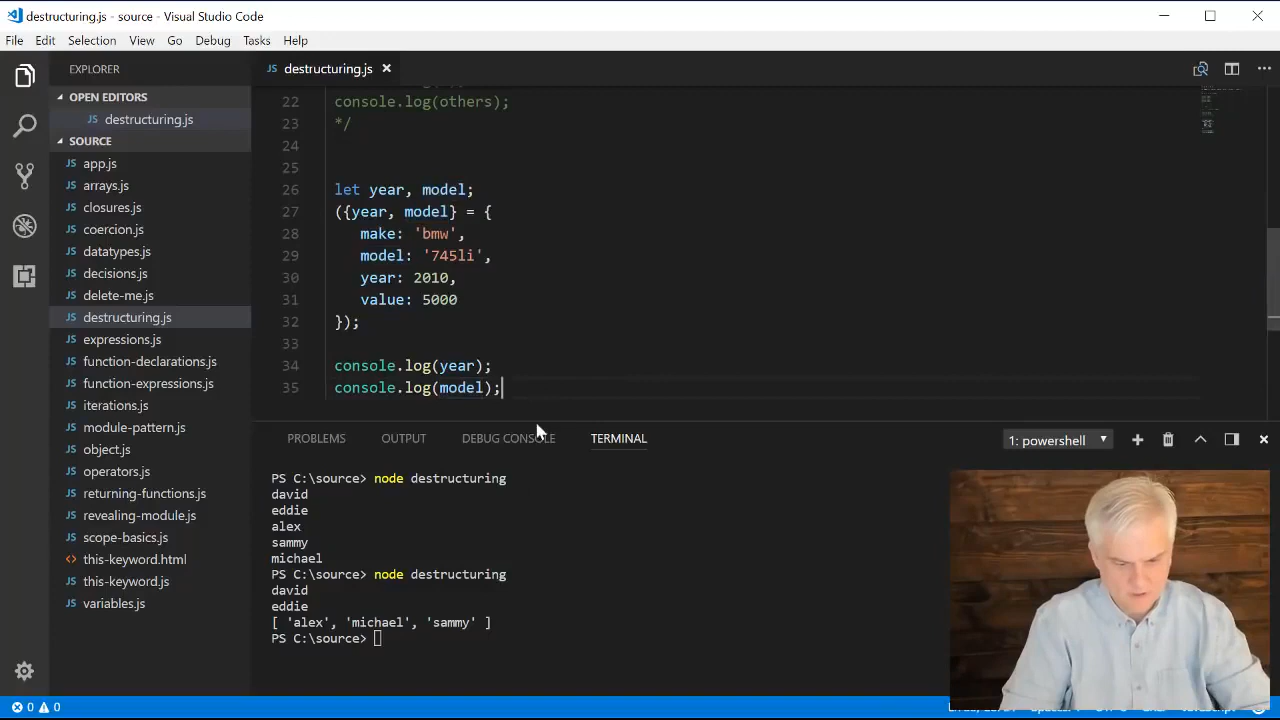 destructuring.js - source - Visual Studio Code
File Edit Selection View Go Debug Tasks Help
EXPLORER
JS destructuring.js
OPEN EDITORS
JS destructuring.js
SOURCE
JS app.js
JS arrays.js
JS closures.js
JS coercion.js
JS datatypes.js
JS decisions.js
JS delete-me.js
JS destructuring.js
JS expressions.js
JS function-declarations.js
JS function-expressions.js
JS iterations.js
JS module-pattern.js
JS object.js
JS operators.js
JS returning-functions.js
JS revealing-module.js
JS scope-basics.js
<> this-keyword.html
JS this-keyword.js
JS variables.js
22 console.log(others);
23 */
24
25
26 let year, model;
27 ({year, model} = {
28 make: 'bmw',
29 model: '745li',
30 year: 2010,
31 value: 5000
32 });
33
34 console.log(year);
35 console.log(model);
PROBLEMS OUTPUT DEBUG CONSOLE TERMINAL 1: powershell
PS C:\source> node destructuring
david
eddie
alex
sammy
michael
PS C:\source> node destructuring
david
eddie
[ 'alex', 'michael', 'sammy' ]
PS C:\source>
0 0